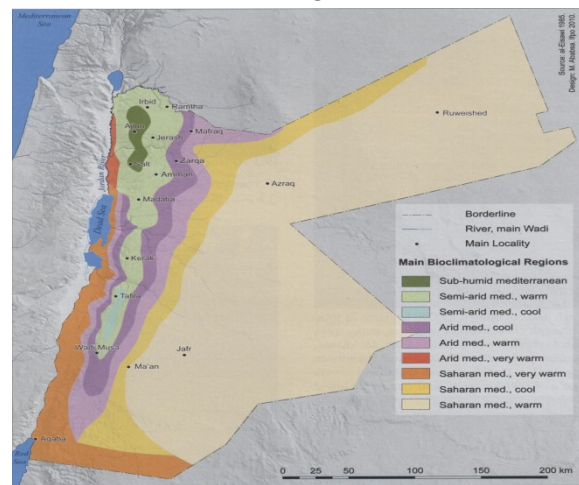 Mediterranean
Sea
Source: al-Eisawi 1985.
Design: M. Ababsa, Ifpo 2010.
Irbid
Ramtha
Ajlun
Jerash
Mafraq
Ruweished
Salt
Zarqa
Jordan River
Amman
Azraq
Madaba
Dead Sea
Kerak
Tafila
Wadi Musa
Jafr
Ma'an
Aqaba
Red
Sea
Borderline
River, main Wadi
Main Locality
Main Bioclimatological Regions
Sub-humid mediterranean
Semi-arid med., warm
Semi-arid med., cool
Arid med., cool
Arid med., warm
Arid med., very warm
Saharan med., very warm
Saharan med., cool
Saharan med., warm
0 25 50 100 150 200 km